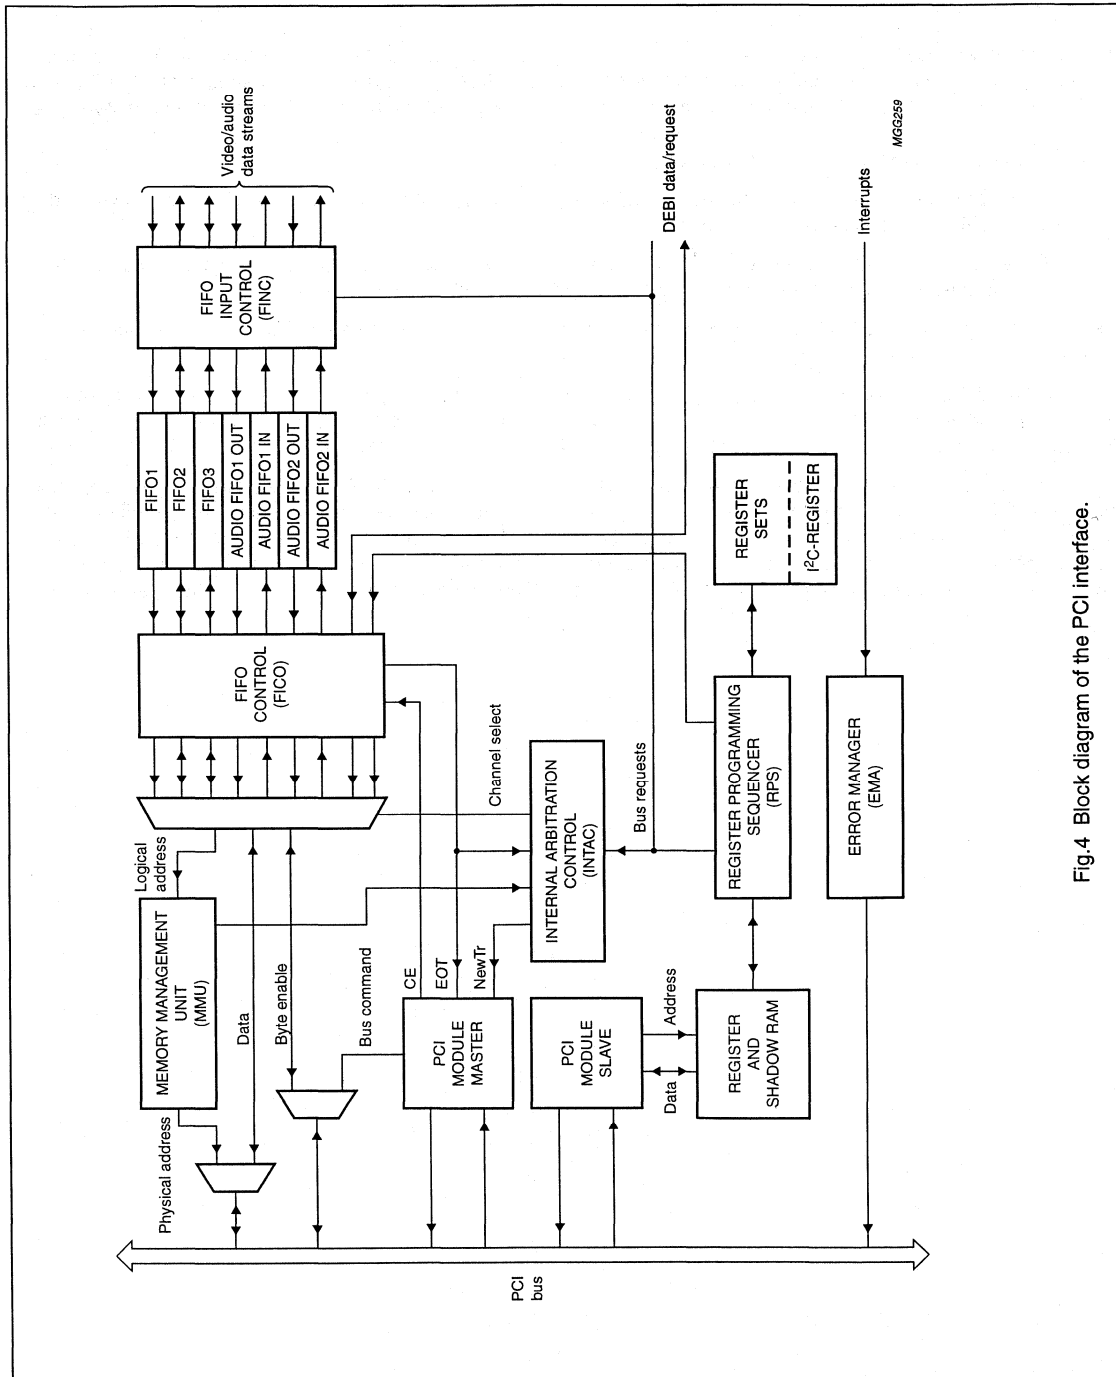 Video/audio
data streams
FIFO
INPUT
CONTROL
(FINC)
FIFO1
FIFO2
FIFO3
AUDIO FIFO1 OUT
AUDIO FIFO1 IN
AUDIO FIFO2 OUT
AUDIO FIFO2 IN
FIFO
CONTROL
(FICO)
Logical
address
MEMORY MANAGEMENT
UNIT
(MMU)
Physical address
Data
Byte enable
Bus command
CE
EOT
NewTr
Channel select
PCI
MODULE
MASTER
INTERNAL ARBITRATION
CONTROL
(INTAC)
Bus requests
DEBI data/request
PCI
MODULE
SLAVE
Data
Address
REGISTER
AND
SHADOW RAM
REGISTER PROGRAMMING
SEQUENCER
(RPS)
REGISTER
SETS
I²C-REGISTER
ERROR MANAGER
(EMA)
Interrupts
PCI
bus
MGG259
Fig.4 Block diagram of the PCI interface.